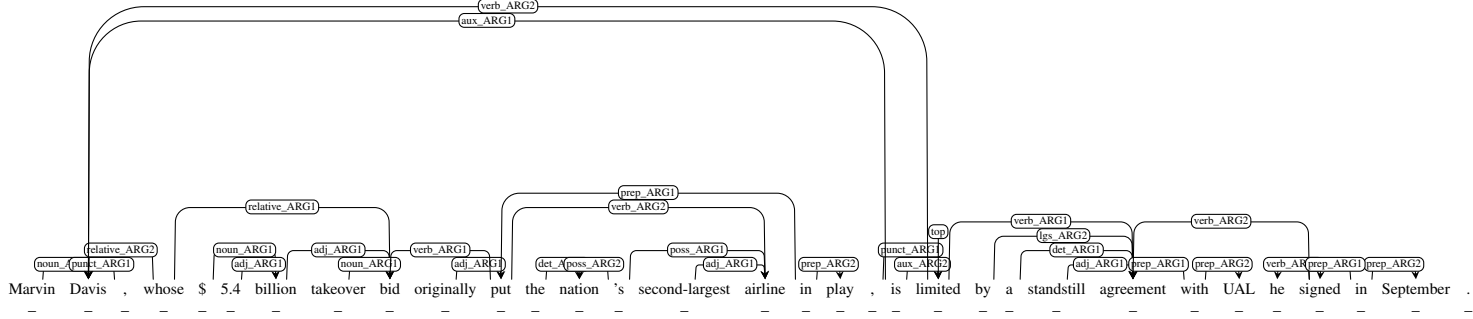 verb_ARG2
aux_ARG1
prep_ARG1
relative_ARG1 verb_ARG2
verb_ARG1 verb_ARG2
top lgs_ARG2
relative_ARG2 noun_ARG1 adj_ARG1 verb_ARG1 poss_ARG1 punct_ARG1 det_ARG1
punct_ARG1 adj_ARG1 noun_ARG1 adj_ARG1 poss_ARG2 adj_ARG1 prep_ARG2 aux_ARG2 adj_ARG1 prep_ARG1 prep_ARG2 prep_ARG1 prep_ARG2
Marvin Davis , whose $ 5.4 billion takeover bid originally put the nation 's second-largest airline in play , is limited by a standstill agreement with UAL he signed in September .
_ _ _ _ _ _ _ _ _ _ _ _ _ _ _ _ _ _ _ _ _ _ _ _ _ _ _ _ _ _ _ _